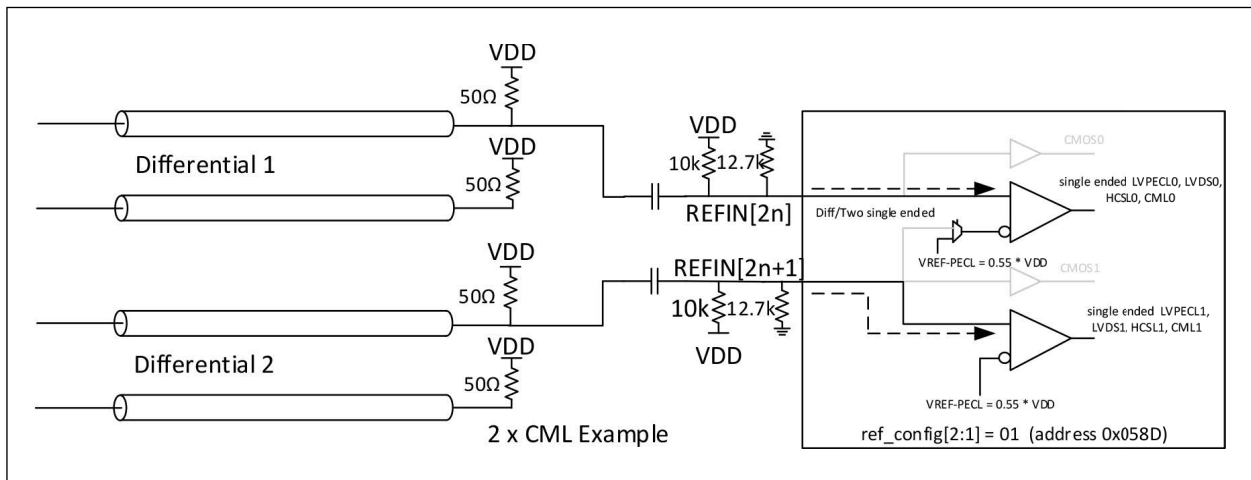 VDD
50Ω
VDD
Differential 1
50Ω
VDD
10k
12.7k
REFIN[2n]
CMOS0
single ended LVPECL0, LVDS0,
HCSL0, CML0
Diff/Two single ended
VREF-PECL = 0.55 * VDD
VDD
50Ω
REFIN[2n+1]
10k
12.7k
VDD
CMOS1
single ended LVPECL1,
LVDS1, HCSL1, CML1
VREF-PECL = 0.55 * VDD
Differential 2
VDD
50Ω
2 x CML Example
ref_config[2:1] = 01 (address 0x058D)